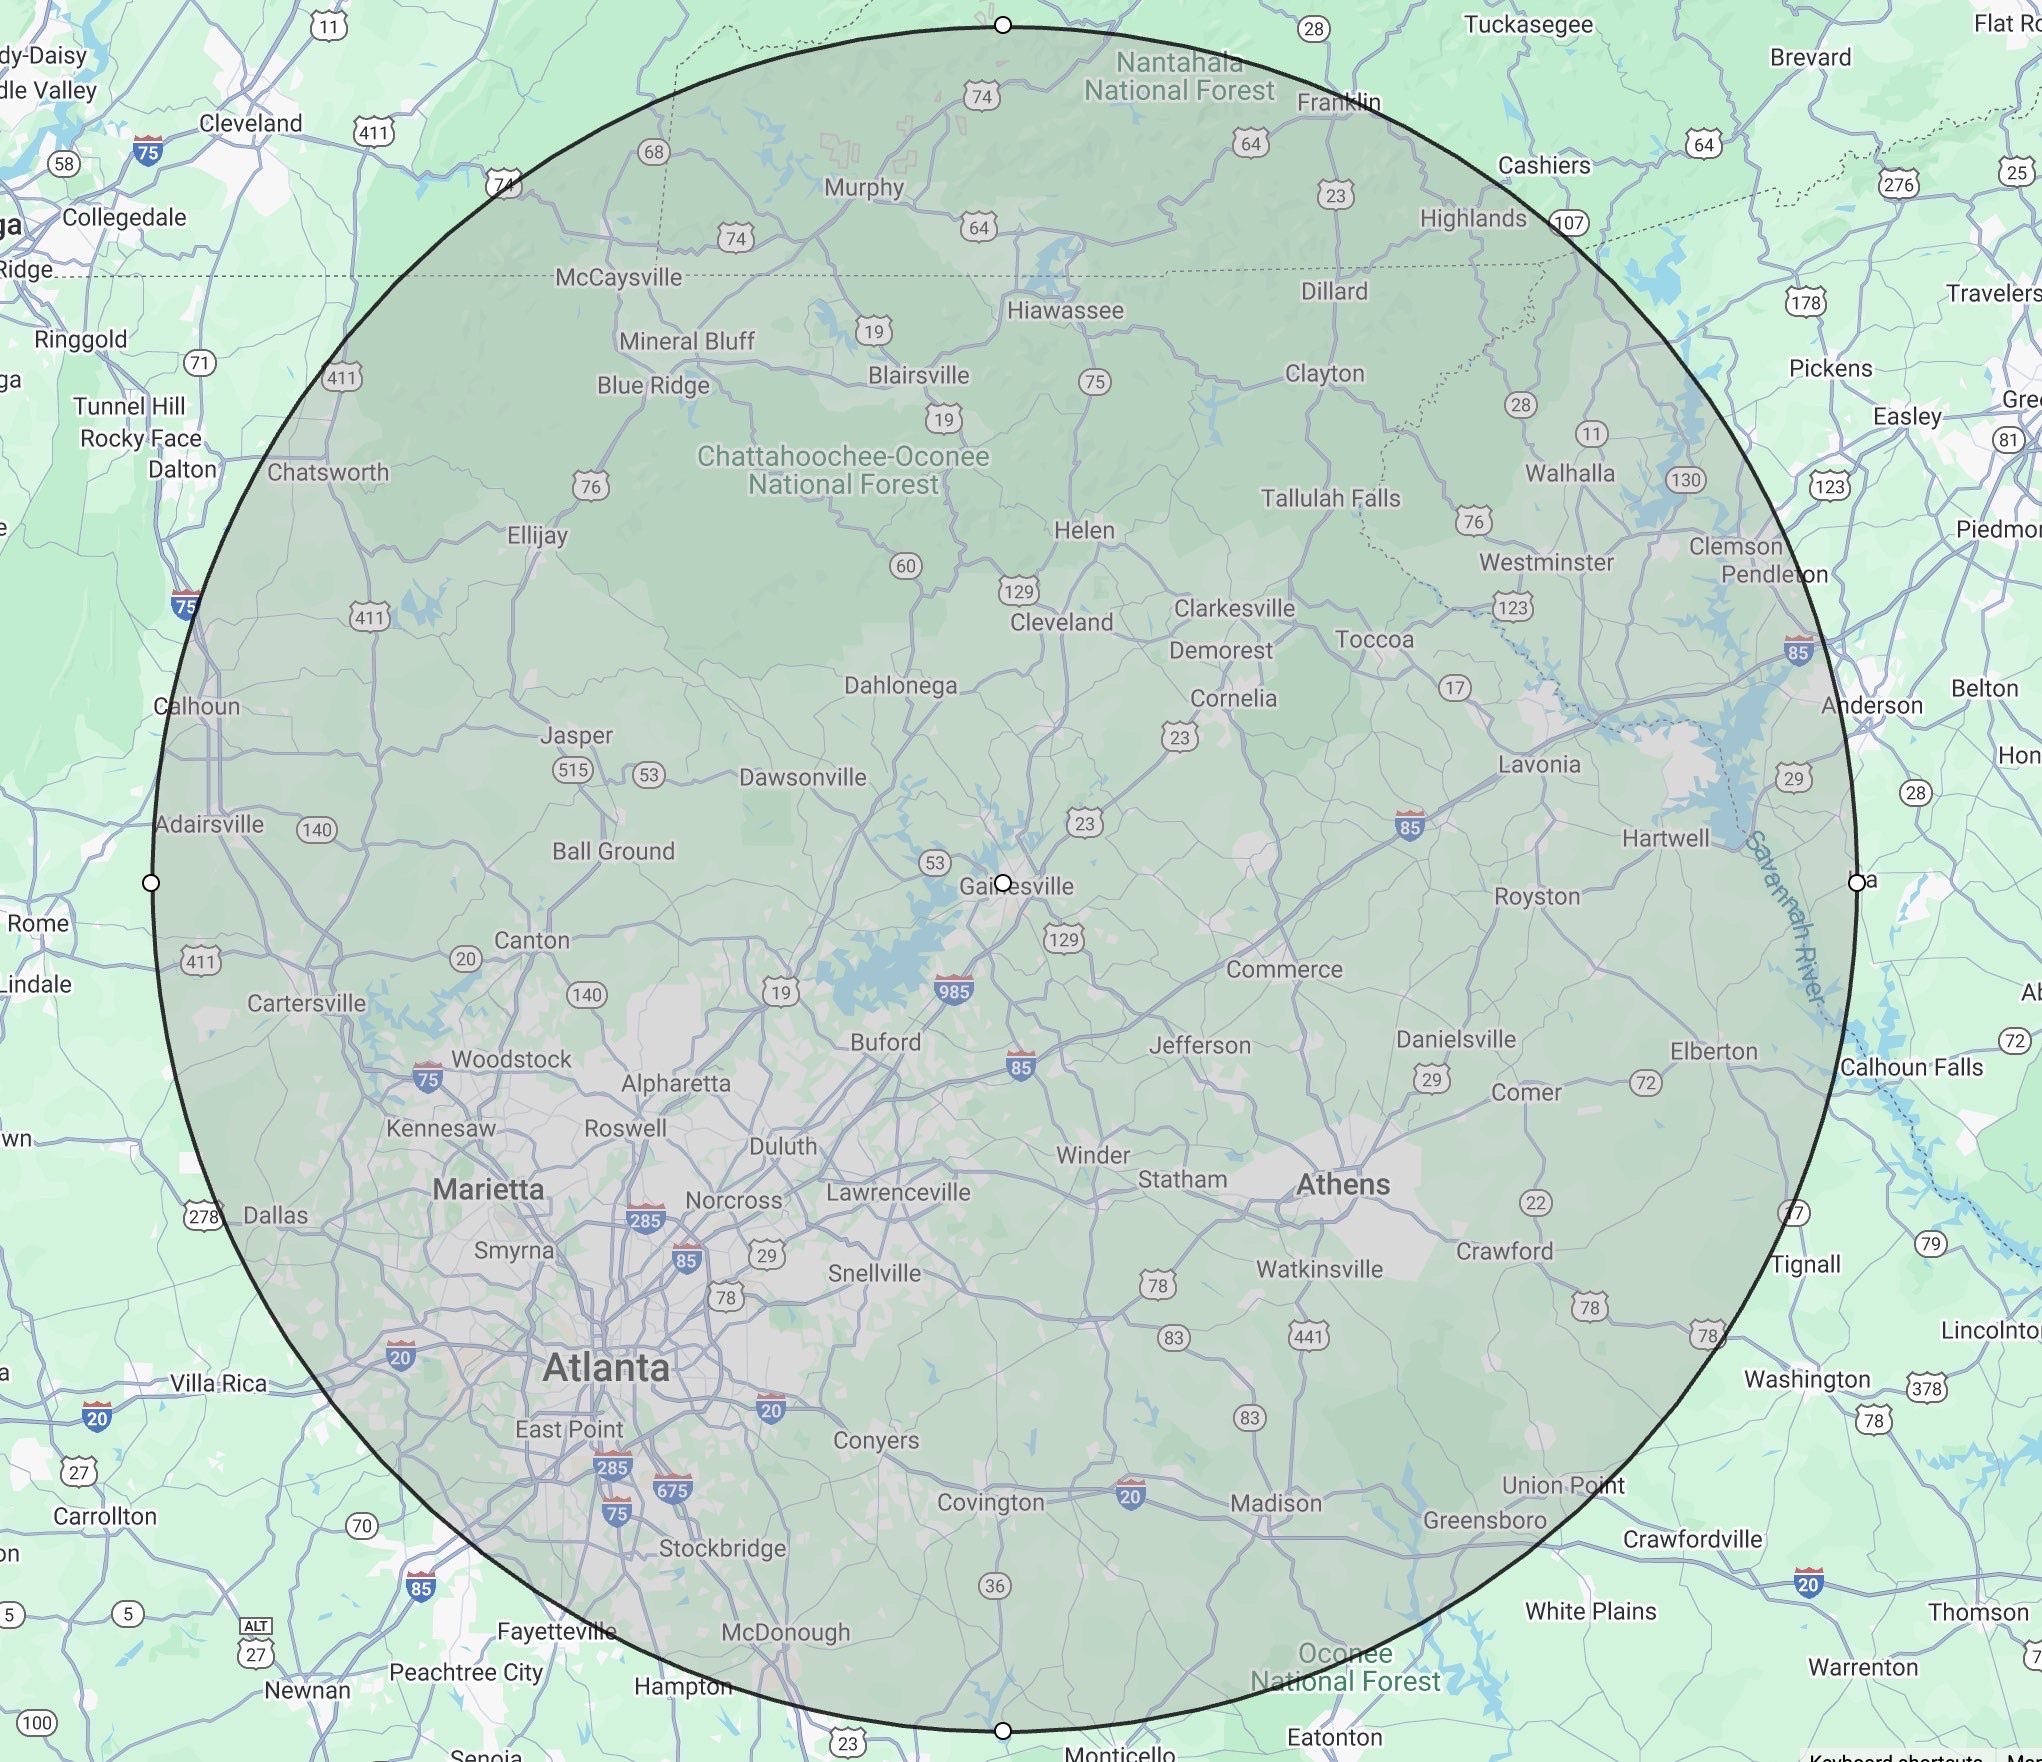 11
28
Tuckasegee
Flat Ro
dy-Daisy
Nantahala
National Forest
Brevard
dle Valley
74
Franklin
Cleveland
411
75
58
68
64
64
Cashiers
25
74
276
Murphy
23
Collegedale
Highlands
107
ga
64
74
Ridge
McCaysville
Dillard
Travelers
178
Hiawassee
Ringgold
Mineral Bluff
19
71
411
Blairsville
Clayton
Pickens
ga
Blue Ridge
75
Tunnel Hill
28
Gre
19
Easley
Rocky Face
11
81
Chattahoochee-Oconee
National Forest
Dalton
Chatsworth
Walhalla
130
123
76
Tallulah Falls
e
Ellijay
Helen
76
Piedmon
Clemson
60
Westminster
Pendleton
129
75
411
Cleveland
Clarkesville
123
Toccoa
Demorest
85
Dahlonega
17
Belton
Calhoun
Cornelia
Anderson
Jasper
23
Hon
515
53
Dawsonville
Lavonia
29
28
Adairsville
140
23
85
Hartwell
Ball Ground
53
Savannah River
Gainesville
Iva
Royston
Rome
Canton
129
20
411
Commerce
Lindale
140
19
985
Ab
Cartersville
Buford
Jefferson
Danielsville
72
Elberton
Woodstock
85
Calhoun Falls
75
Alpharetta
29
72
Comer
Kennesaw
Roswell
wn
Duluth
Winder
Statham
Athens
Marietta
Norcross
Lawrenceville
22
278
Dallas
285
17
Smyrna
85
29
Crawford
79
Snellville
Watkinsville
Tignall
78
78
78
83
441
78
Lincolnto
20
Atlanta
a
Villa Rica
Washington
378
20
20
83
78
East Point
Conyers
27
285
675
20
Union Point
Covington
Madison
75
Carrollton
Greensboro
70
Crawfordville
on
Stockbridge
85
36
20
5
5
White Plains
Thomson
ALT
27
Fayetteville
McDonough
Oconee
National Forest
7
Peachtree City
Warrenton
Newnan
Hampton
100
23
Eatonton
Senoia
Monticello
Keyboard shortcuts
Ma